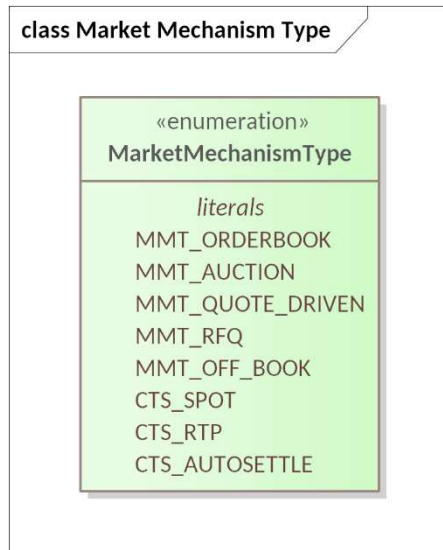 class Market Mechanism Type
«enumeration»
MarketMechanismType
literals
MMT_ORDERBOOK
MMT_AUCTION
MMT_QUOTE_DRIVEN
MMT_RFQ
MMT_OFF_BOOK
CTS_SPOT
CTS_RTP
CTS_AUTOSETTLE